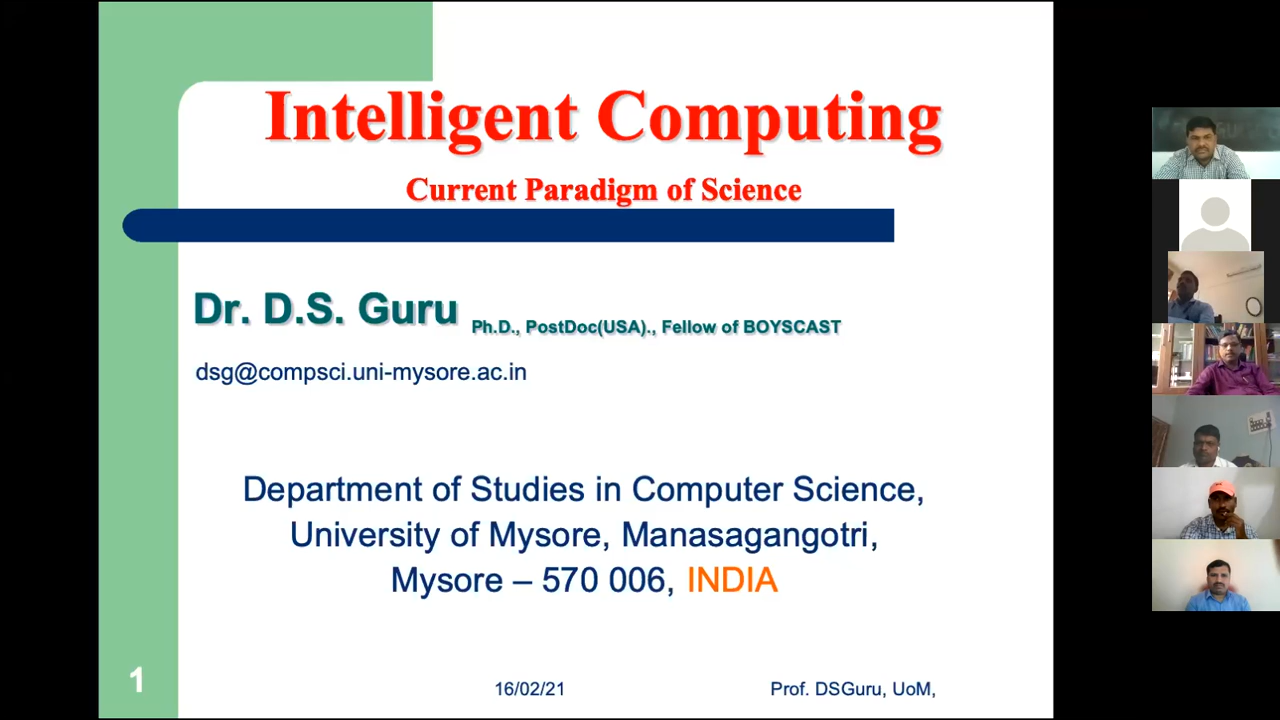 Intelligent Computing
Current Paradigm of Science
Dr. D.S. Guru Ph.D., PostDoc(USA)., Fellow of BOYSCAST
dsg@compsci.uni-mysore.ac.in
Department of Studies in Computer Science,
University of Mysore, Manasagangotri,
Mysore – 570 006, INDIA
1
16/02/21
Prof. DSGuru, UoM,